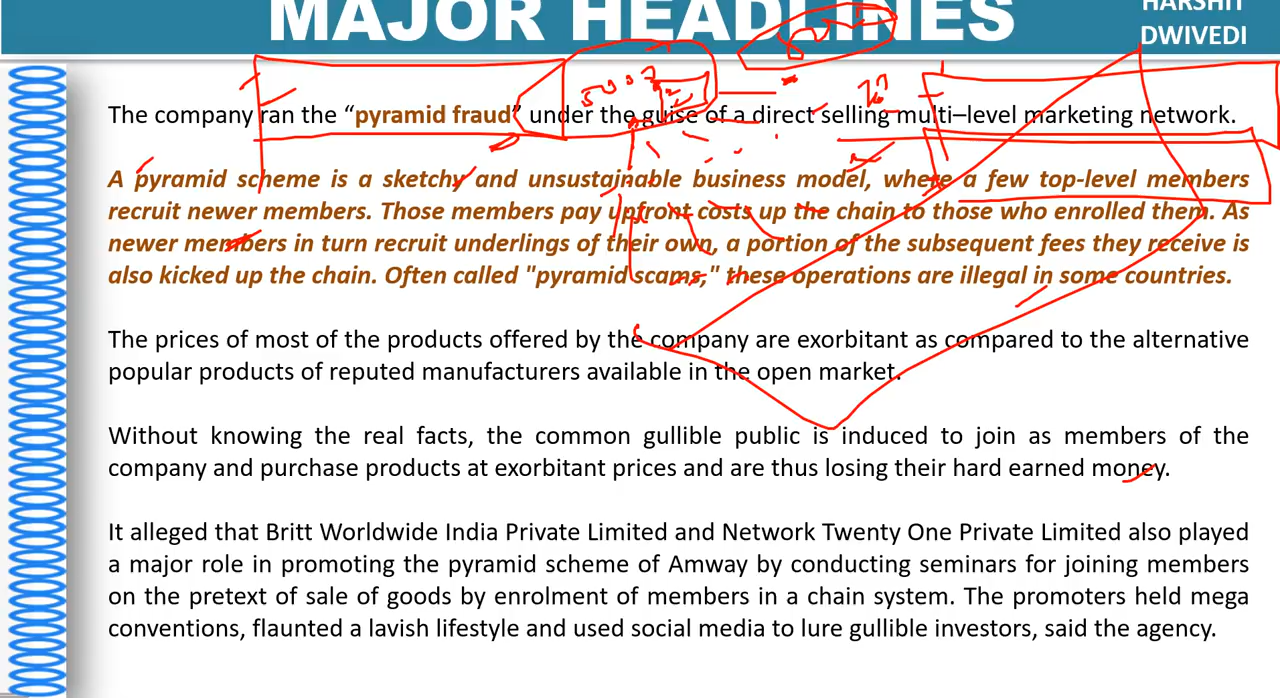 MAJOR HEADLINES
HARSHIT
DWIVEDI
The company ran the “pyramid fraud” under the guise of a direct selling multi–level marketing network.
A pyramid scheme is a sketchy and unsustainable business model, where a few top-level members
recruit newer members. Those members pay upfront costs up the chain to those who enrolled them. As
newer members in turn recruit underlings of their own, a portion of the subsequent fees they receive is
also kicked up the chain. Often called "pyramid scams," these operations are illegal in some countries.
The prices of most of the products offered by the company are exorbitant as compared to the alternative
popular products of reputed manufacturers available in the open market.
Without knowing the real facts, the common gullible public is induced to join as members of the
company and purchase products at exorbitant prices and are thus losing their hard earned money.
It alleged that Britt Worldwide India Private Limited and Network Twenty One Private Limited also played
a major role in promoting the pyramid scheme of Amway by conducting seminars for joining members
on the pretext of sale of goods by enrolment of members in a chain system. The promoters held mega
conventions, flaunted a lavish lifestyle and used social media to lure gullible investors, said the agency.